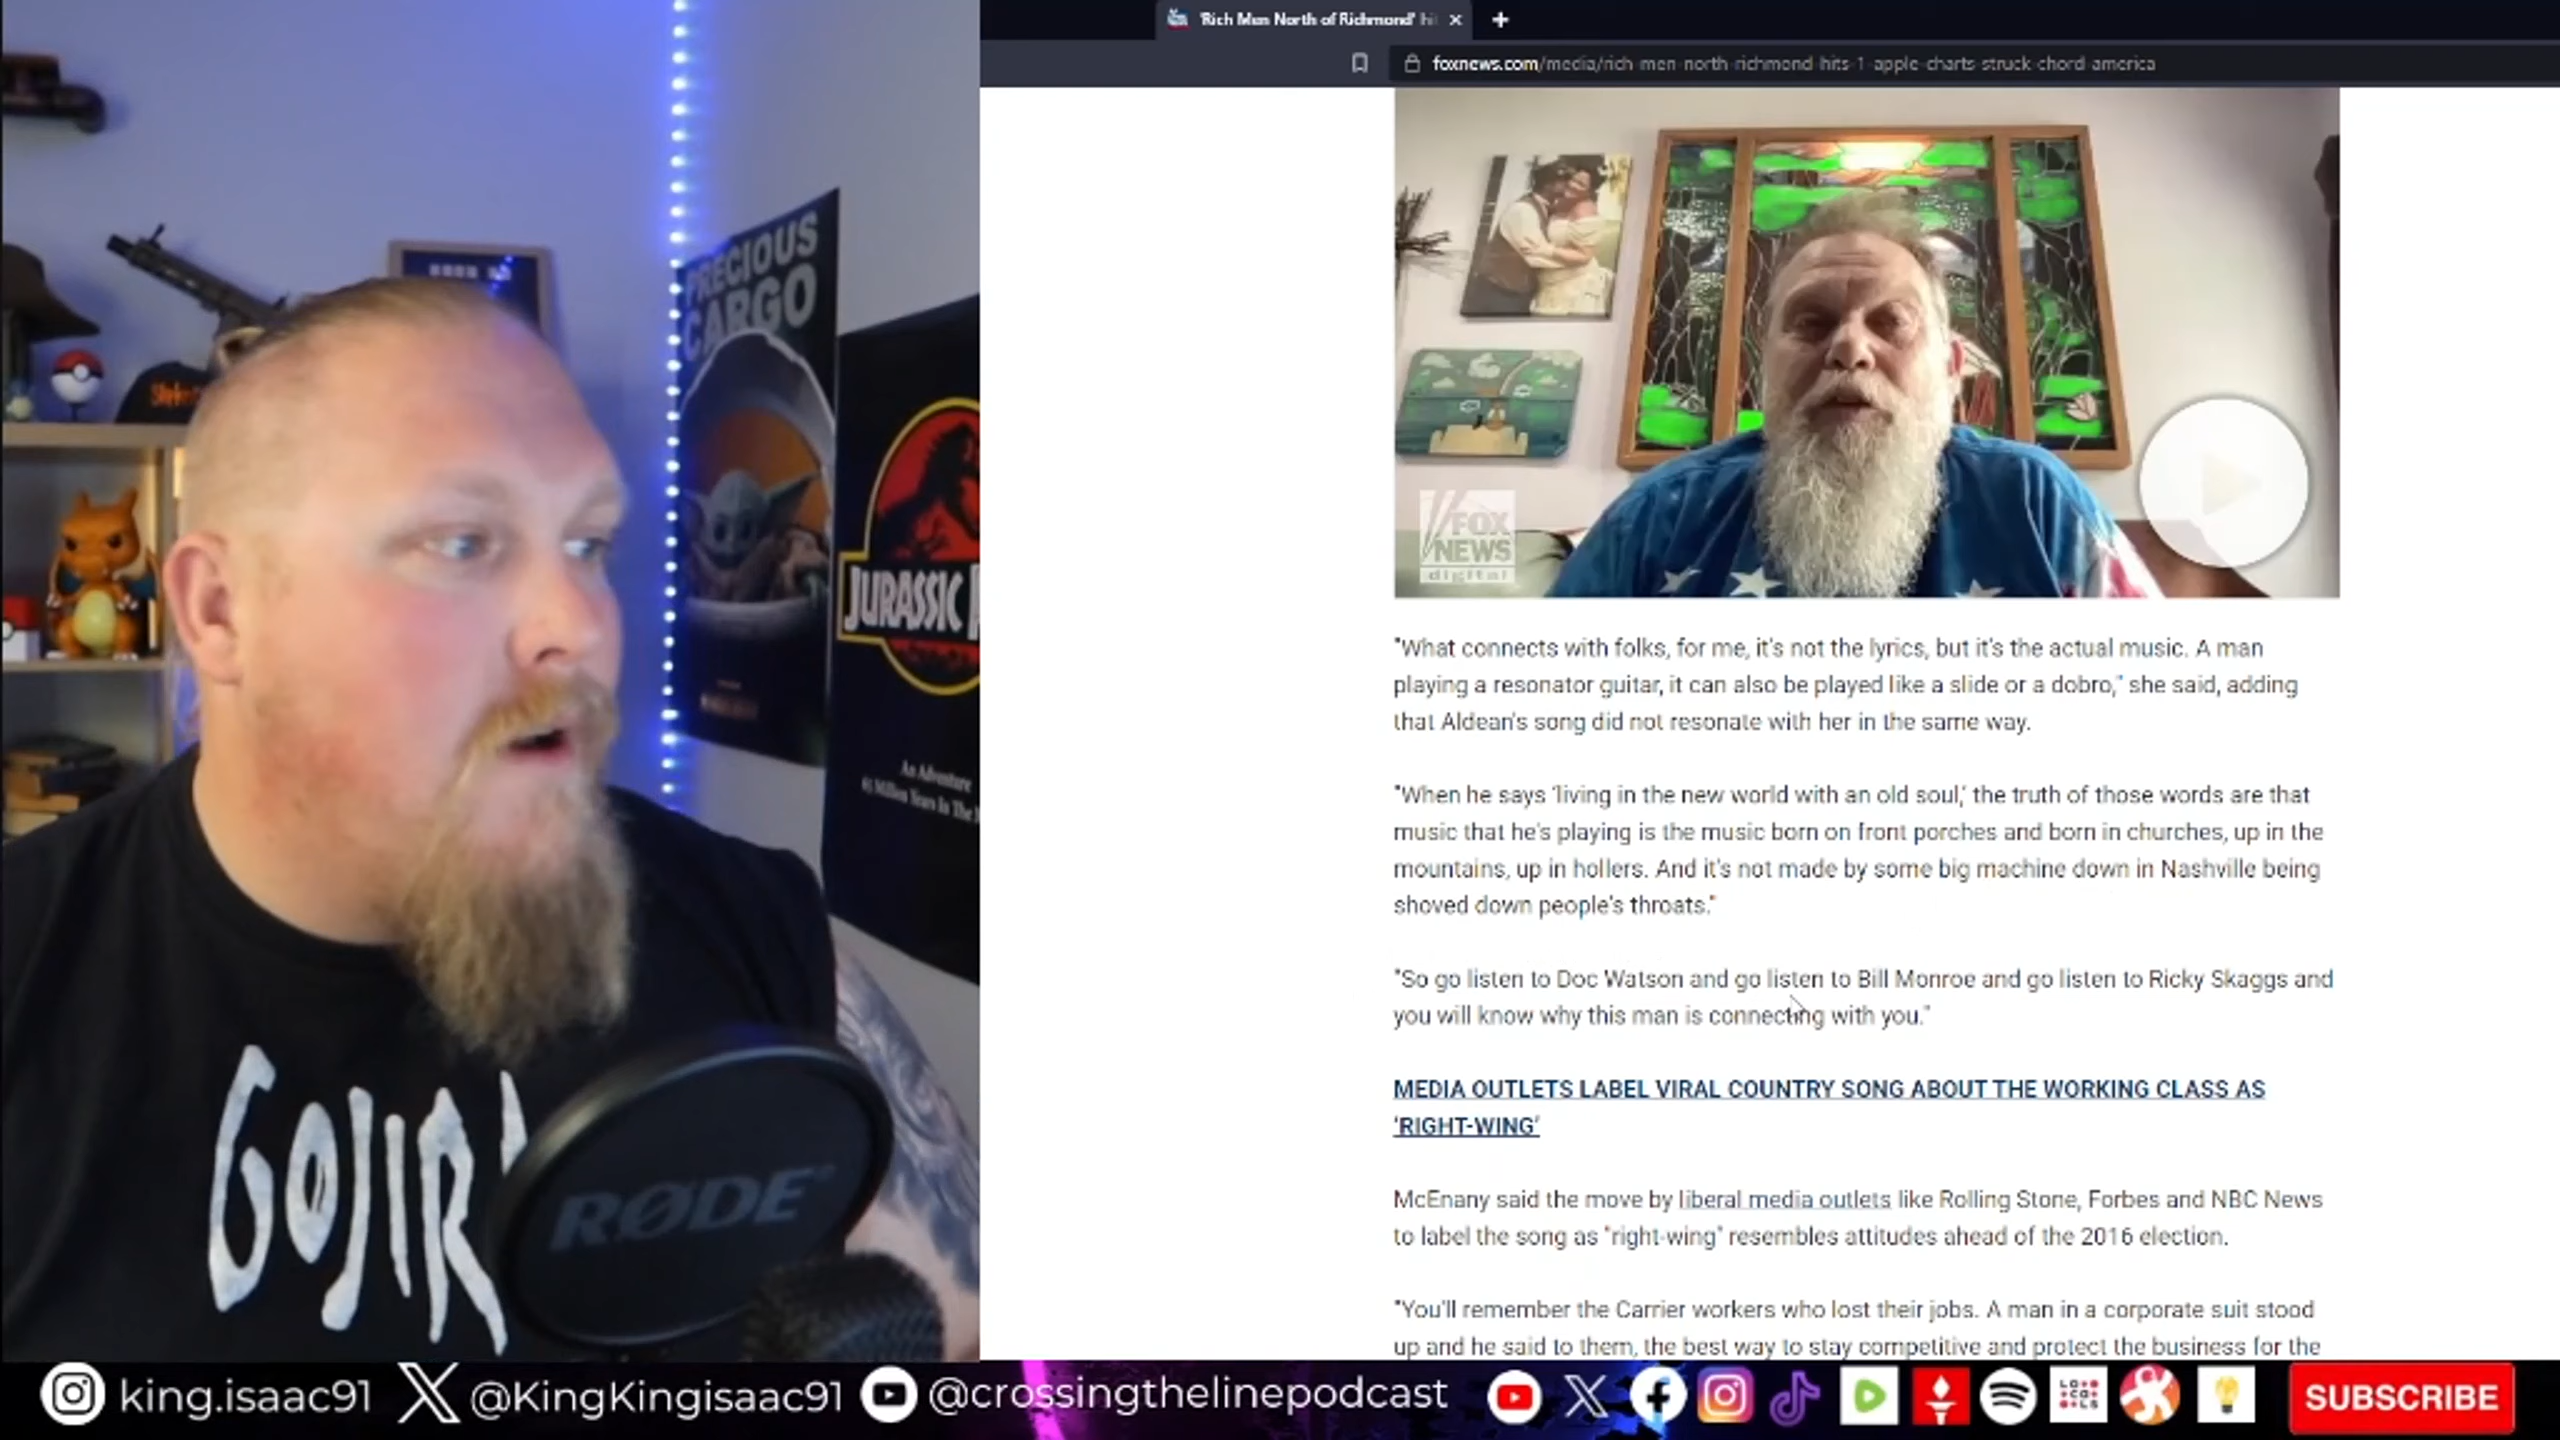 'Rich Men North of Richmond' hi
foxnews.com/media/rich-men-north-richmond-hits-1-apple-charts-struck-chord-america
PRECIOUS
CARGO
JURASSIC P
An Adventure
65 Million Years In The
GOJIR
RØDE
FOX
NEWS
digital
"What connects with folks, for me, it's not the lyrics, but it's the actual music. A man
playing a resonator guitar, it can also be played like a slide or a dobro," she said, adding
that Aldean's song did not resonate with her in the same way.
"When he says 'living in the new world with an old soul,' the truth of those words are that
music that he's playing is the music born on front porches and born in churches, up in the
mountains, up in hollers. And it's not made by some big machine down in Nashville being
shoved down people's throats."
"So go listen to Doc Watson and go listen to Bill Monroe and go listen to Ricky Skaggs and
you will know why this man is connecting with you."
MEDIA OUTLETS LABEL VIRAL COUNTRY SONG ABOUT THE WORKING CLASS AS
'RIGHT-WING'
McEnany said the move by liberal media outlets like Rolling Stone, Forbes and NBC News
to label the song as "right-wing" resembles attitudes ahead of the 2016 election.
"You'll remember the Carrier workers who lost their jobs. A man in a corporate suit stood
up and he said to them, the best way to stay competitive and protect the business for the
king.isaac91 @KingKingisaac91 @crossingthelinepodcast
LOCALS
SUBSCRIBE